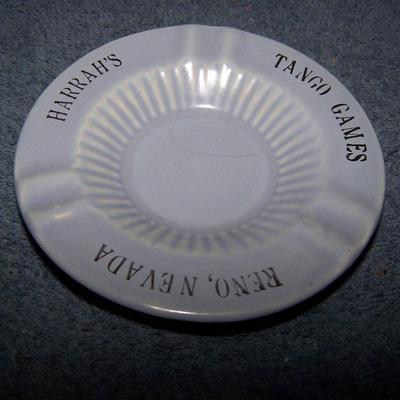 HARRAH'S
TANGO GAMES
RENO, NEVADA